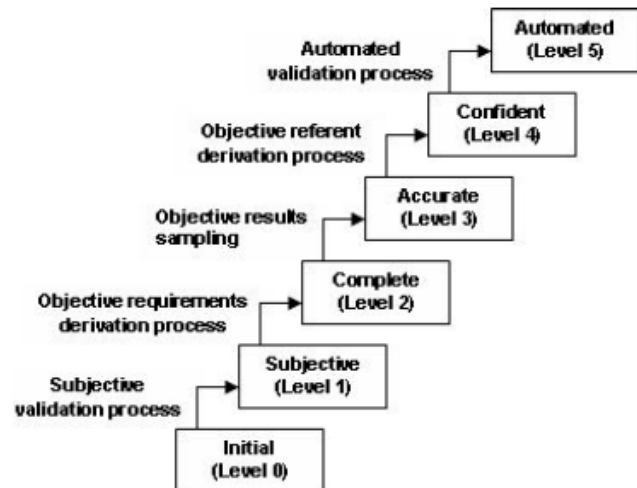 Automated
(Level 5)
Automated
validation process
Confident
(Level 4)
Objective referent
derivation process
Accurate
(Level 3)
Objective results
sampling
Complete
(Level 2)
Objective requirements
derivation process
Subjective
(Level 1)
Subjective
validation process
Initial
(Level 0)